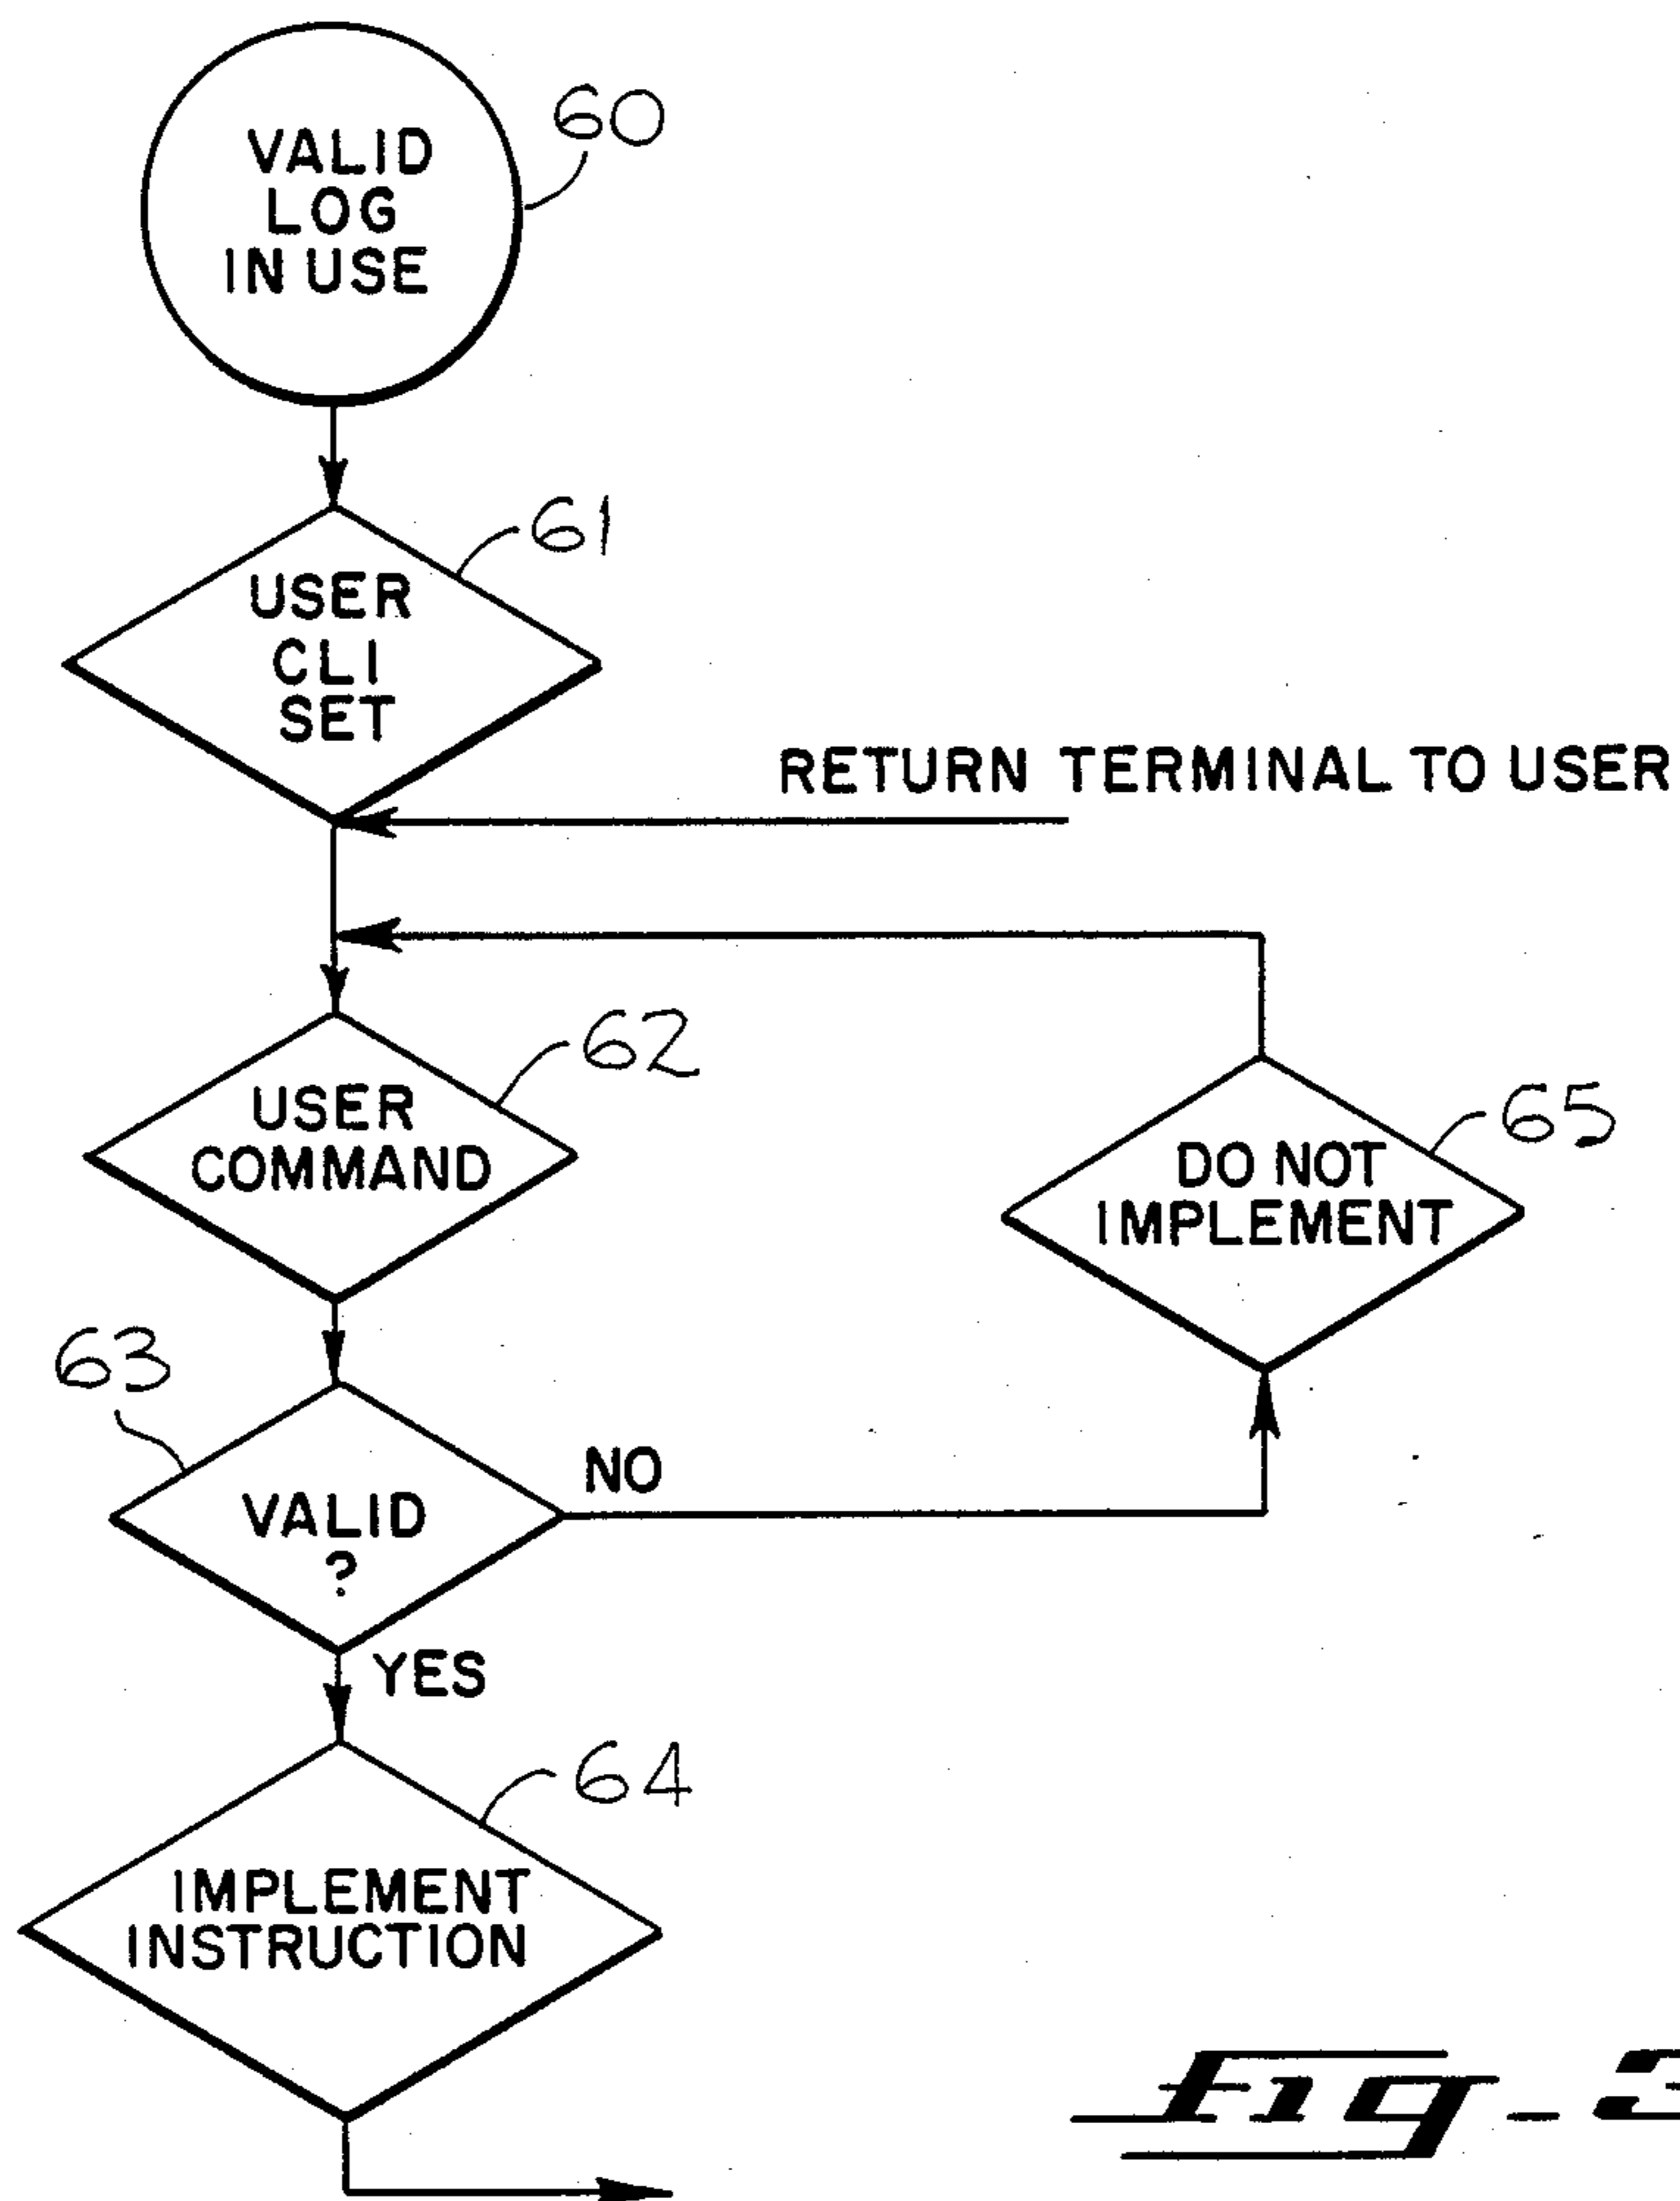 VALID
LOG
IN USE
60
61
USER
CLI
SET
RETURN TERMINAL TO USER
62
USER
COMMAND
65
DO NOT
IMPLEMENT
63
NO
VALID
?
YES
64
IMPLEMENT
INSTRUCTION
Fig_3